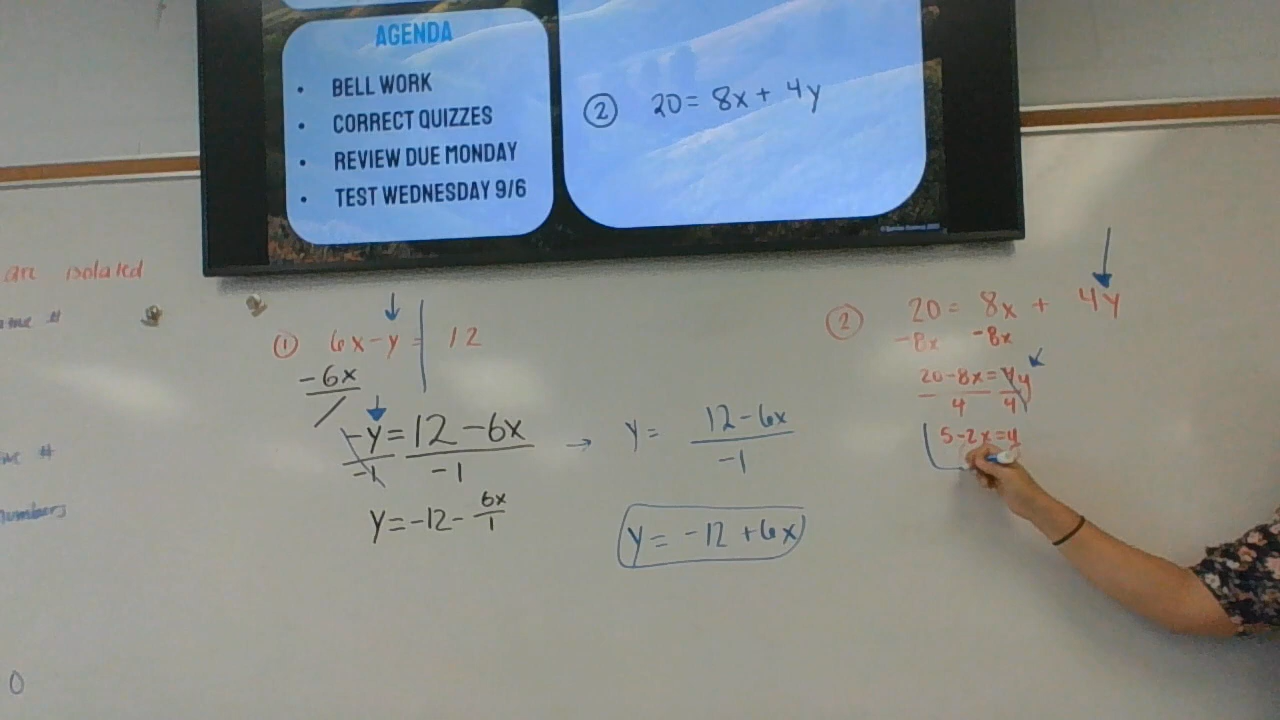 AGENDA
• BELL WORK
• CORRECT QUIZZES
• REVIEW DUE MONDAY
• TEST WEDNESDAY 9/6
② 20 = 8x + 4y
are isolated
#
#
numbers
0
① 6x - y = 12
-6x
-y = 12 - 6x
-1 -1
y = -12 - 6x/1
→ y = 12 - 6x
-1
y = -12 + 6x
② 20 = 8x + 4y
-8x -8x
20 - 8x = 4y
4 4
5 - 2x = y